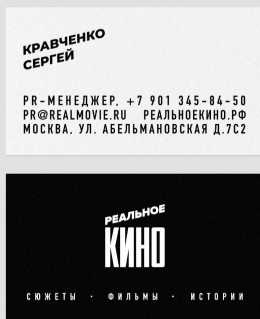 КРАВЧЕНКО
СЕРГЕЙ
PR-МЕНЕДЖЕР, +7 901 345-84-50
PR@REALMOVIE.RU РЕАЛЬНОЕКИНО.РФ
МОСКВА, УЛ. АБЕЛЬМАНОВСКАЯ Д.7С2
РЕАЛЬНОЕ
КИНО
СЮЖЕТЫ · ФИЛЬМЫ · ИСТОРИИ